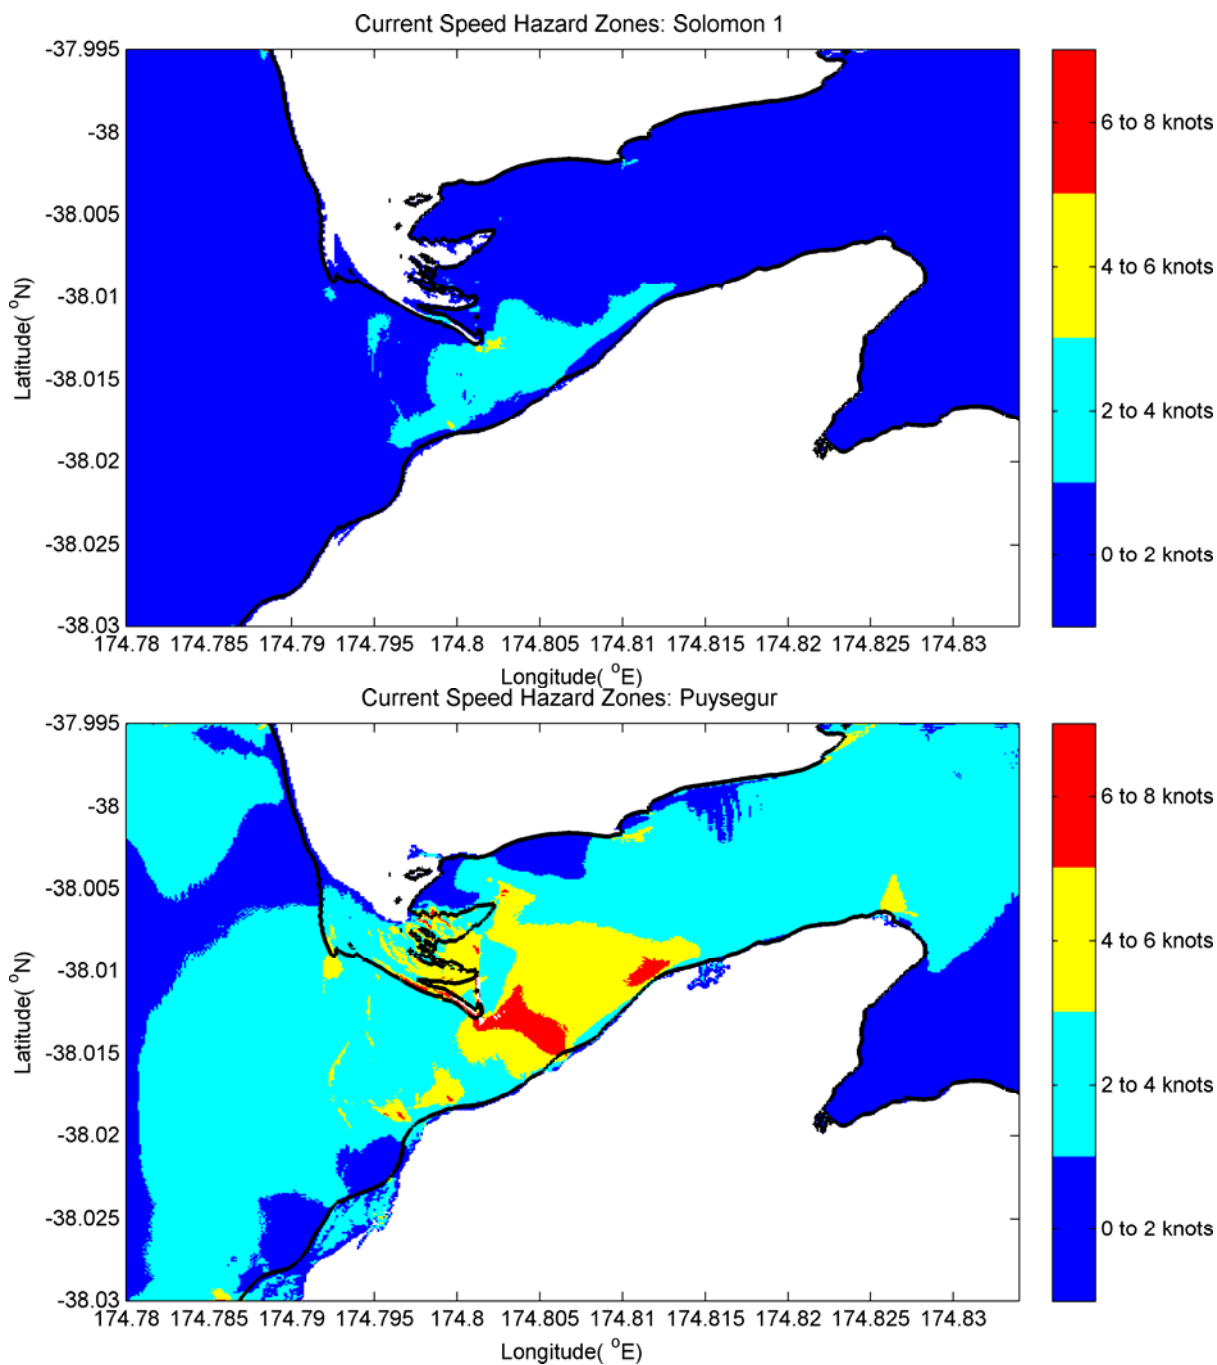 Current Speed Hazard Zones: Solomon 1
-37.995
-38
-38.005
-38.01
-38.015
-38.02
-38.025
-38.03
Latitude( °N)
174.78 174.785 174.79 174.795 174.8 174.805 174.81 174.815 174.82 174.825 174.83
Longitude( °E)
6 to 8 knots
4 to 6 knots
2 to 4 knots
0 to 2 knots
Current Speed Hazard Zones: Puysegur
-37.995
-38
-38.005
-38.01
-38.015
-38.02
-38.025
-38.03
Latitude( °N)
174.78 174.785 174.79 174.795 174.8 174.805 174.81 174.815 174.82 174.825 174.83
Longitude( °E)
6 to 8 knots
4 to 6 knots
2 to 4 knots
0 to 2 knots